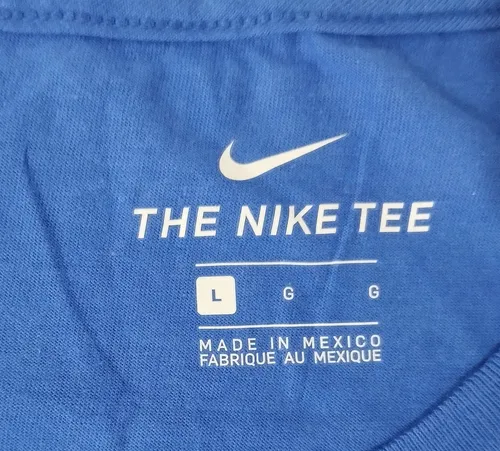 THE NIKE TEE
L G G
MADE IN MEXICO
FABRIQUE AU MEXIQUE